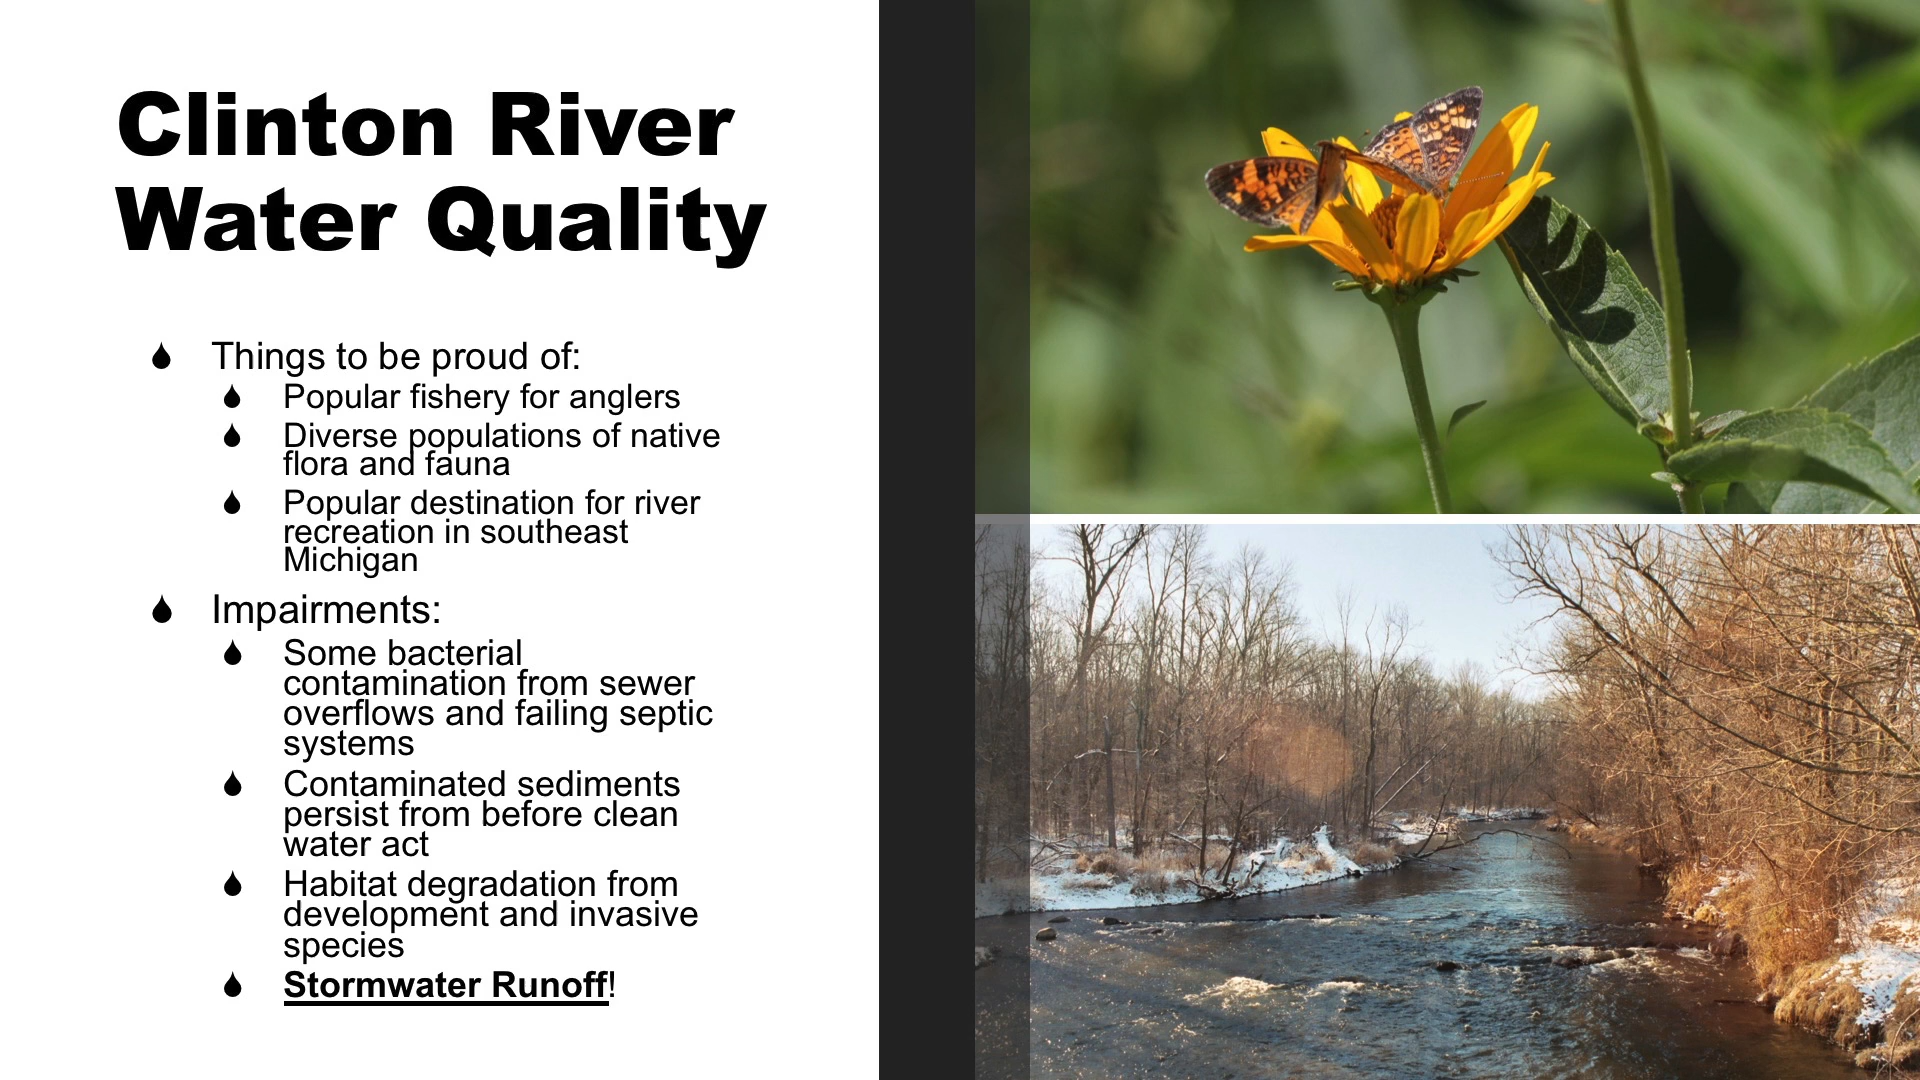 Clinton River
Water Quality
Things to be proud of:
Popular fishery for anglers
Diverse populations of native
flora and fauna
Popular destination for river
recreation in southeast
Michigan
Impairments:
Some bacterial
contamination from sewer
overflows and failing septic
systems
Contaminated sediments
persist from before clean
water act
Habitat degradation from
development and invasive
species
Stormwater Runoff!